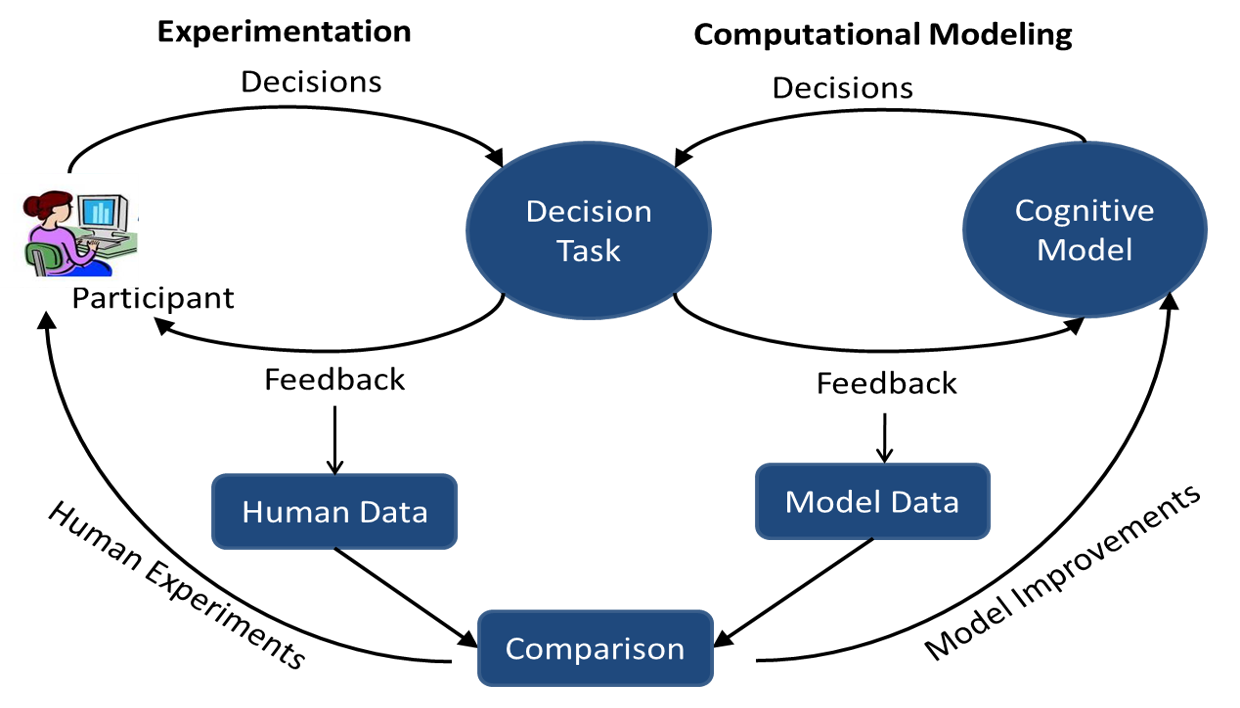 Experimentation
Computational Modeling
Decisions
Decisions
Decision
Task
Cognitive
Model
Participant
Feedback
Feedback
Human Data
Model Data
Human Experiments
Model Improvements
Comparison